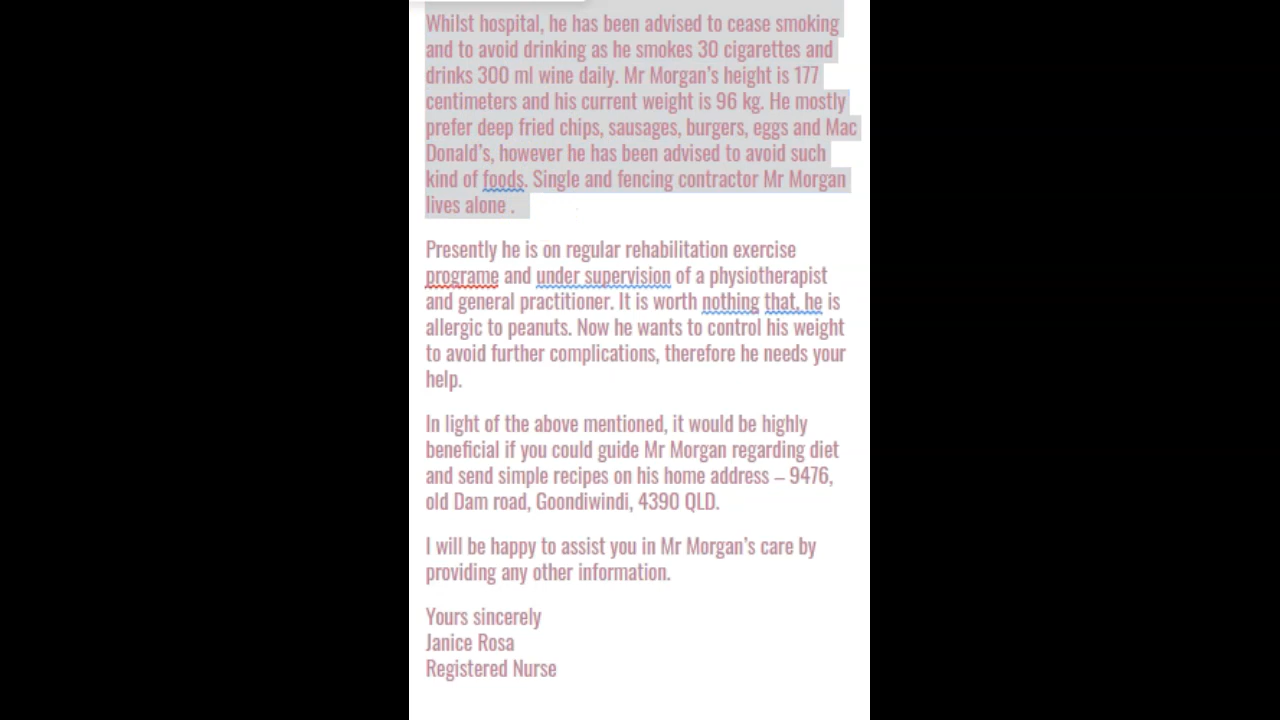 Whilst hospital, he has been advised to cease smoking
and to avoid drinking as he smokes 30 cigarettes and
drinks 300 ml wine daily. Mr Morgan's height is 177
centimeters and his current weight is 96 kg. He mostly
prefer deep fried chips, sausages, burgers, eggs and Mac
Donald's, however he has been advised to avoid such
kind of foods. Single and fencing contractor Mr Morgan
lives alone .
Presently he is on regular rehabilitation exercise
programe and under supervision of a physiotherapist
and general practitioner. It is worth nothing that, he is
allergic to peanuts. Now he wants to control his weight
to avoid further complications, therefore he needs your
help.
In light of the above mentioned, it would be highly
beneficial if you could guide Mr Morgan regarding diet
and send simple recipes on his home address – 9476,
old Dam road, Goondiwindi, 4390 QLD.
I will be happy to assist you in Mr Morgan's care by
providing any other information.
Yours sincerely
Janice Rosa
Registered Nurse